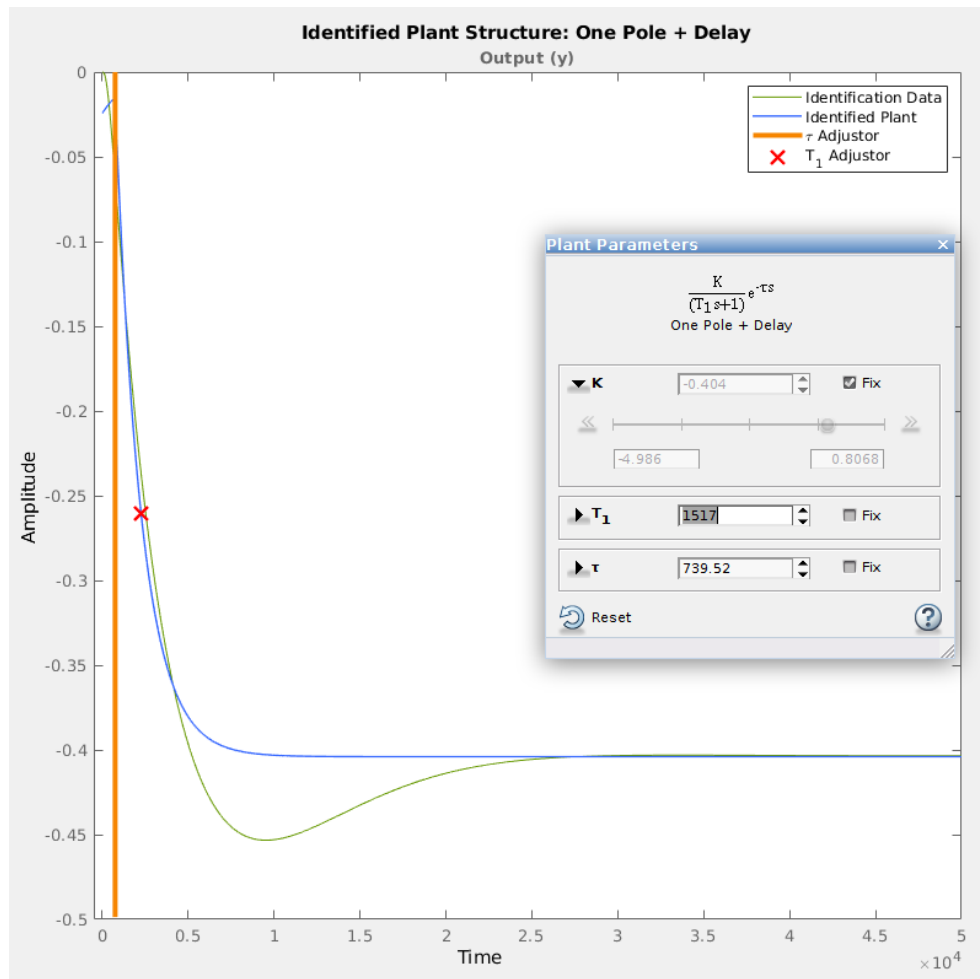 Identified Plant Structure: One Pole + Delay
Output (y)
Identification Data
Identified Plant
τ Adjustor
T1 Adjustor
0
-0.05
-0.1
-0.15
-0.2
-0.25
-0.3
-0.35
-0.4
-0.45
-0.5
Amplitude
Plant Parameters
K
(T1s+1) e-τs
One Pole + Delay
K -0.404 Fix
-4.986 0.8068
T1 1517 Fix
τ 739.52 Fix
Reset ?
0 0.5 1 1.5 2 2.5 3 3.5 4 4.5 5
Time
×10^4